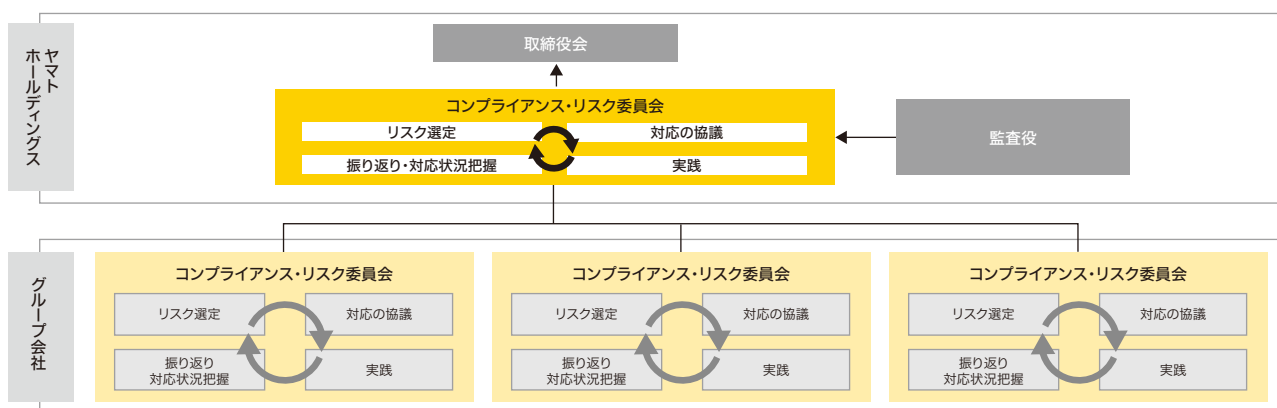 ヤマト
ホールディングス
取締役会
コンプライアンス・リスク委員会
リスク選定
対応の協議
振り返り・対応状況把握
実践
監査役
グループ会社
コンプライアンス・リスク委員会
リスク選定
対応の協議
振り返り
対応状況把握
実践
コンプライアンス・リスク委員会
リスク選定
対応の協議
振り返り
対応状況把握
実践
コンプライアンス・リスク委員会
リスク選定
対応の協議
振り返り
対応状況把握
実践